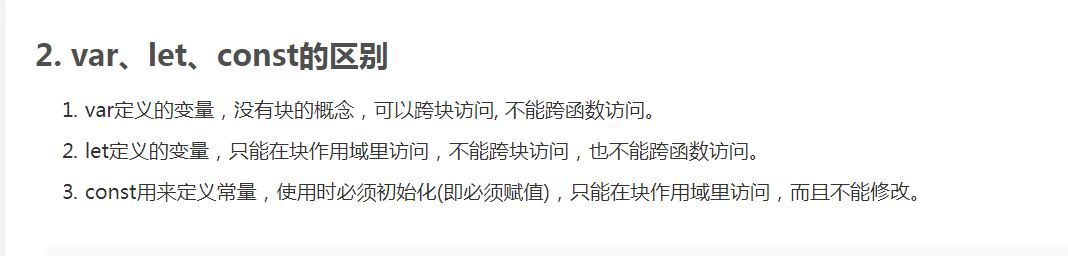 2. var、let、const的区别
1. var定义的变量，没有块的概念，可以跨块访问, 不能跨函数访问。
2. let定义的变量，只能在块作用域里访问，不能跨块访问，也不能跨函数访问。
3. const用来定义常量，使用时必须初始化(即必须赋值)，只能在块作用域里访问，而且不能修改。